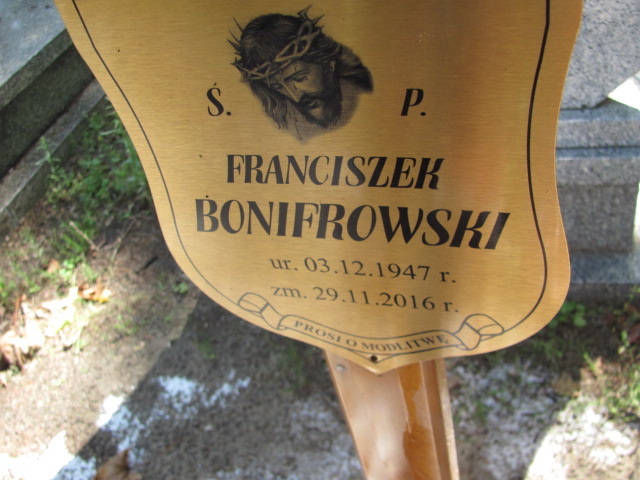 Ś. P.
FRANCISZEK
BONIFROWSKI
ur. 03.12.1947 r.
zm. 29.11.2016 r.
PROSI O MODLITWĘ